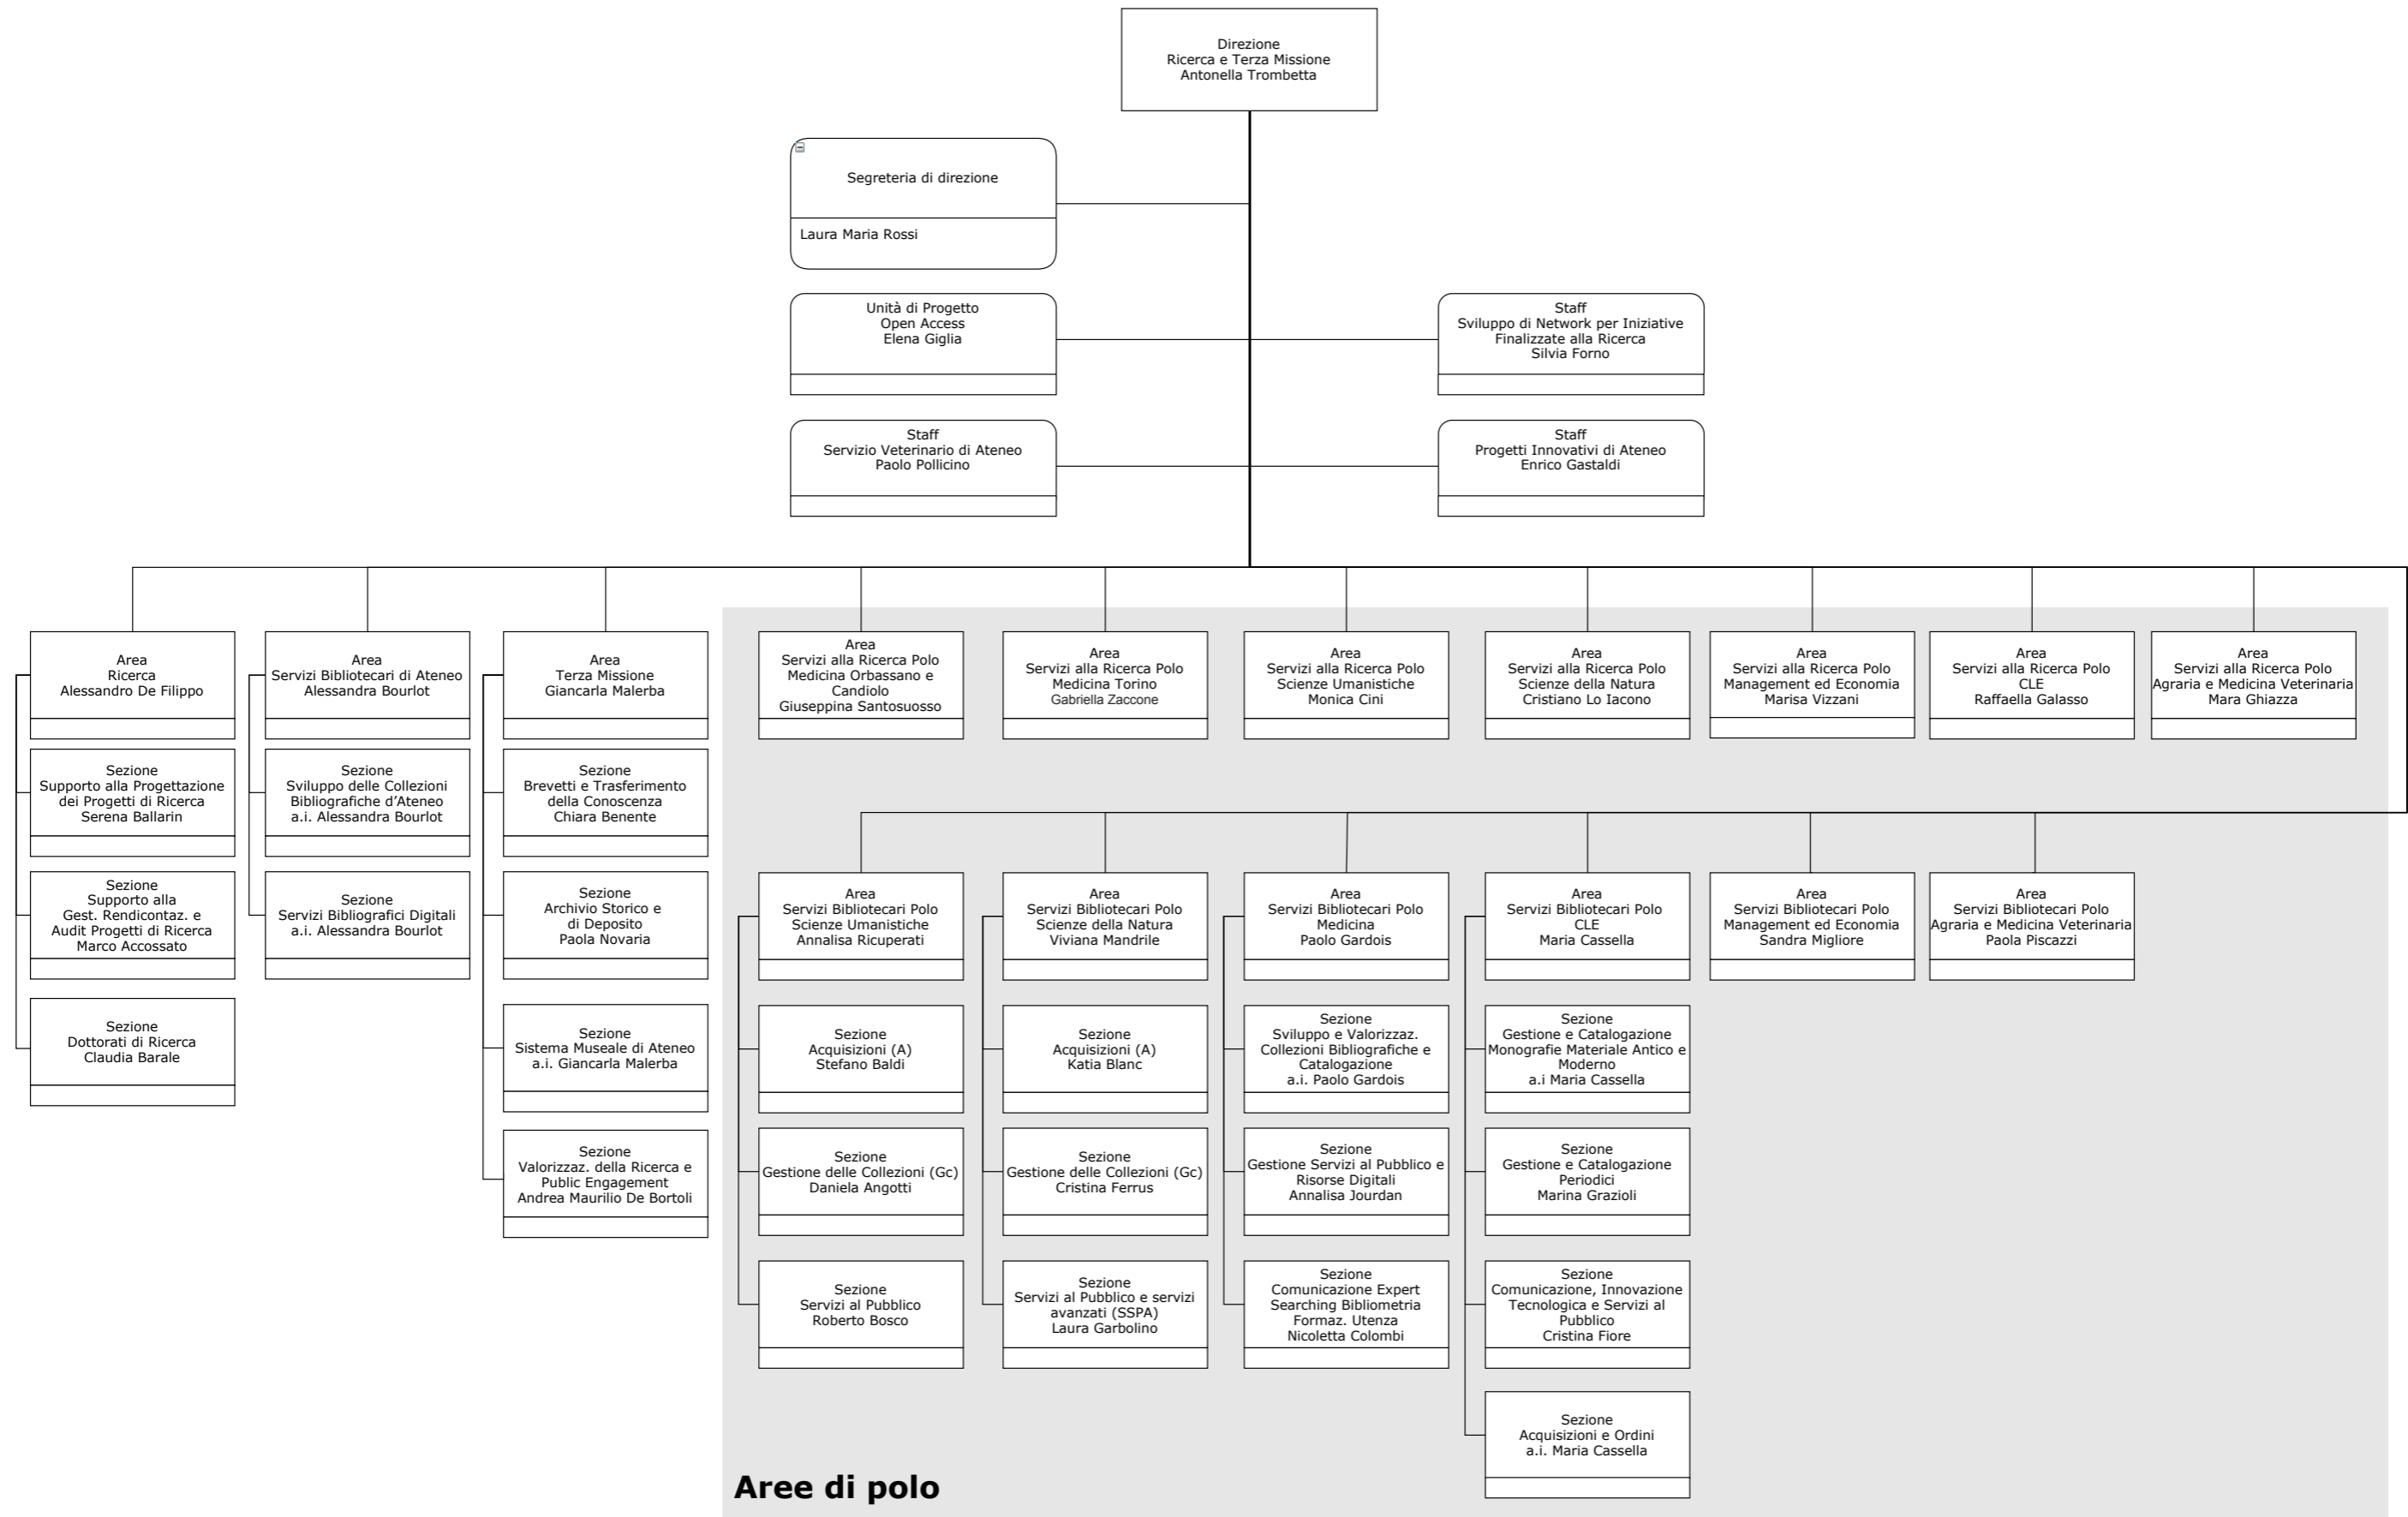 Direzione
Ricerca e Terza Missione
Antonella Trombetta
Segreteria di direzione
Laura Maria Rossi
Unità di Progetto
Open Access
Elena Giglia
Staff
Sviluppo di Network per Iniziative
Finalizzate alla Ricerca
Silvia Forno
Staff
Servizio Veterinario di Ateneo
Paolo Pollicino
Staff
Progetti Innovativi di Ateneo
Enrico Gastaldi
Area
Ricerca
Alessandro De Filippo
Area
Servizi Bibliotecari di Ateneo
Alessandra Bourlot
Area
Terza Missione
Giancarla Malerba
Area
Servizi alla Ricerca Polo
Medicina Orbassano e
Candiolo
Giuseppina Santosuosso
Area
Servizi alla Ricerca Polo
Medicina Torino
Gabriella Zaccone
Area
Servizi alla Ricerca Polo
Scienze Umanistiche
Monica Cini
Area
Servizi alla Ricerca Polo
Scienze della Natura
Cristiano Lo Iacono
Area
Servizi alla Ricerca Polo
Management ed Economia
Marisa Vizzani
Area
Servizi alla Ricerca Polo
CLE
Raffaella Galasso
Area
Servizi alla Ricerca Polo
Agraria e Medicina Veterinaria
Mara Ghiazza
Sezione
Supporto alla Progettazione
dei Progetti di Ricerca
Serena Ballarin
Sezione
Sviluppo delle Collezioni
Bibliografiche d’Ateneo
a.i. Alessandra Bourlot
Sezione
Brevetti e Trasferimento
della Conoscenza
Chiara Benente
Sezione
Supporto alla
Gest. Rendicontaz. e
Audit Progetti di Ricerca
Marco Accossato
Sezione
Servizi Bibliografici Digitali
a.i. Alessandra Bourlot
Sezione
Archivio Storico e
di Deposito
Paola Novaria
Area
Servizi Bibliotecari Polo
Scienze Umanistiche
Annalisa Ricuperati
Area
Servizi Bibliotecari Polo
Scienze della Natura
Viviana Mandrile
Area
Servizi Bibliotecari Polo
Medicina
Paolo Gardois
Area
Servizi Bibliotecari Polo
CLE
Maria Cassella
Area
Servizi Bibliotecari Polo
Management ed Economia
Sandra Migliore
Area
Servizi Bibliotecari Polo
Agraria e Medicina Veterinaria
Paola Piscazzi
Sezione
Dottorati di Ricerca
Claudia Barale
Sezione
Sistema Museale di Ateneo
a.i. Giancarla Malerba
Sezione
Acquisizioni (A)
Stefano Baldi
Sezione
Acquisizioni (A)
Katia Blanc
Sezione
Sviluppo e Valorizzaz.
Collezioni Bibliografiche e
Catalogazione
a.i. Paolo Gardois
Sezione
Gestione e Catalogazione
Monografie Materiale Antico e
Moderno
a.i Maria Cassella
Sezione
Valorizzaz. della Ricerca e
Public Engagement
Andrea Maurilio De Bortoli
Sezione
Gestione delle Collezioni (Gc)
Daniela Angotti
Sezione
Gestione delle Collezioni (Gc)
Cristina Ferrus
Sezione
Gestione Servizi al Pubblico e
Risorse Digitali
Annalisa Jourdan
Sezione
Gestione e Catalogazione
Periodici
Marina Grazioli
Sezione
Servizi al Pubblico
Roberto Bosco
Sezione
Servizi al Pubblico e servizi
avanzati (SSPA)
Laura Garbolino
Sezione
Comunicazione Expert
Searching Bibliometria
Formaz. Utenza
Nicoletta Colombi
Sezione
Comunicazione, Innovazione
Tecnologica e Servizi al
Pubblico
Cristina Fiore
Sezione
Acquisizioni e Ordini
a.i. Maria Cassella
Aree di polo